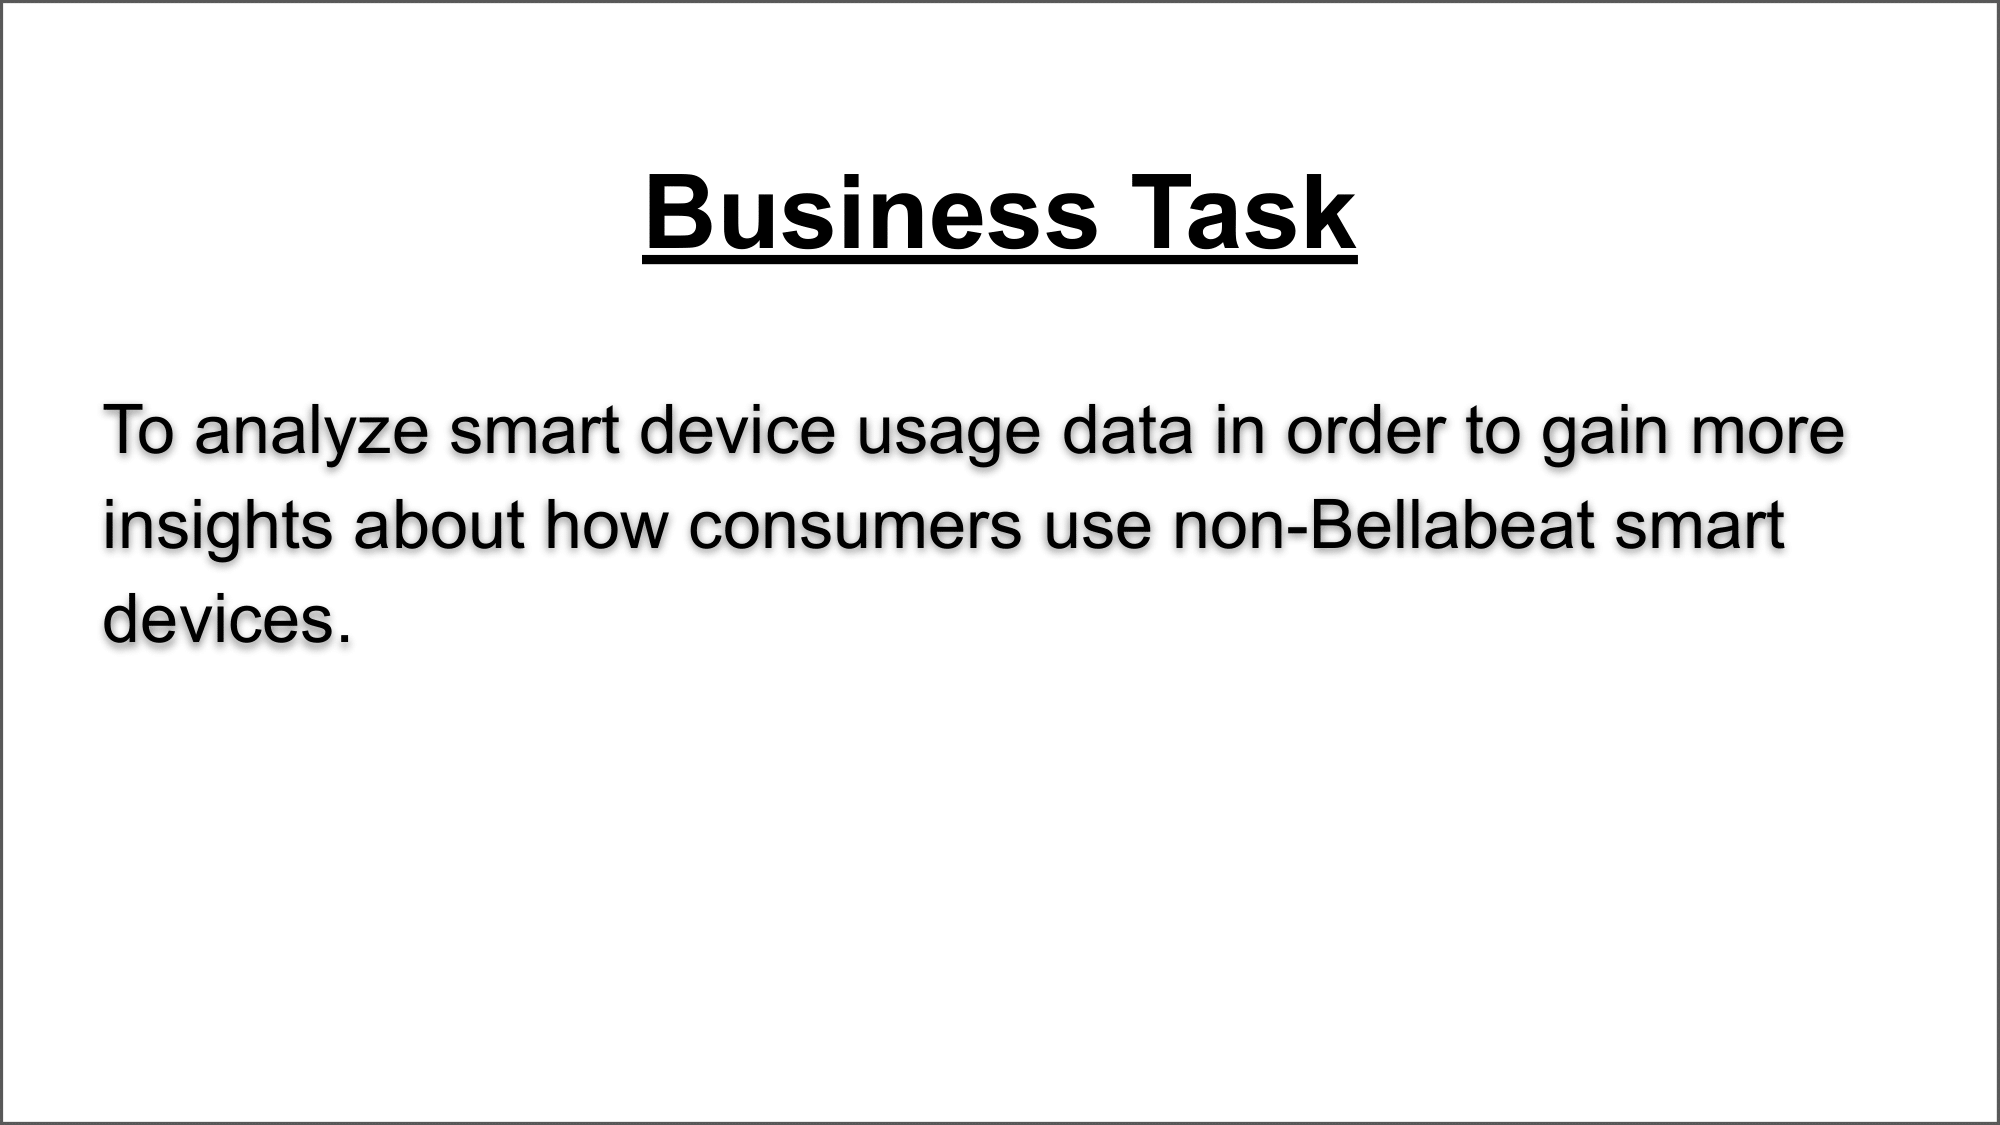 Business Task
To analyze smart device usage data in order to gain more
insights about how consumers use non-Bellabeat smart
devices.